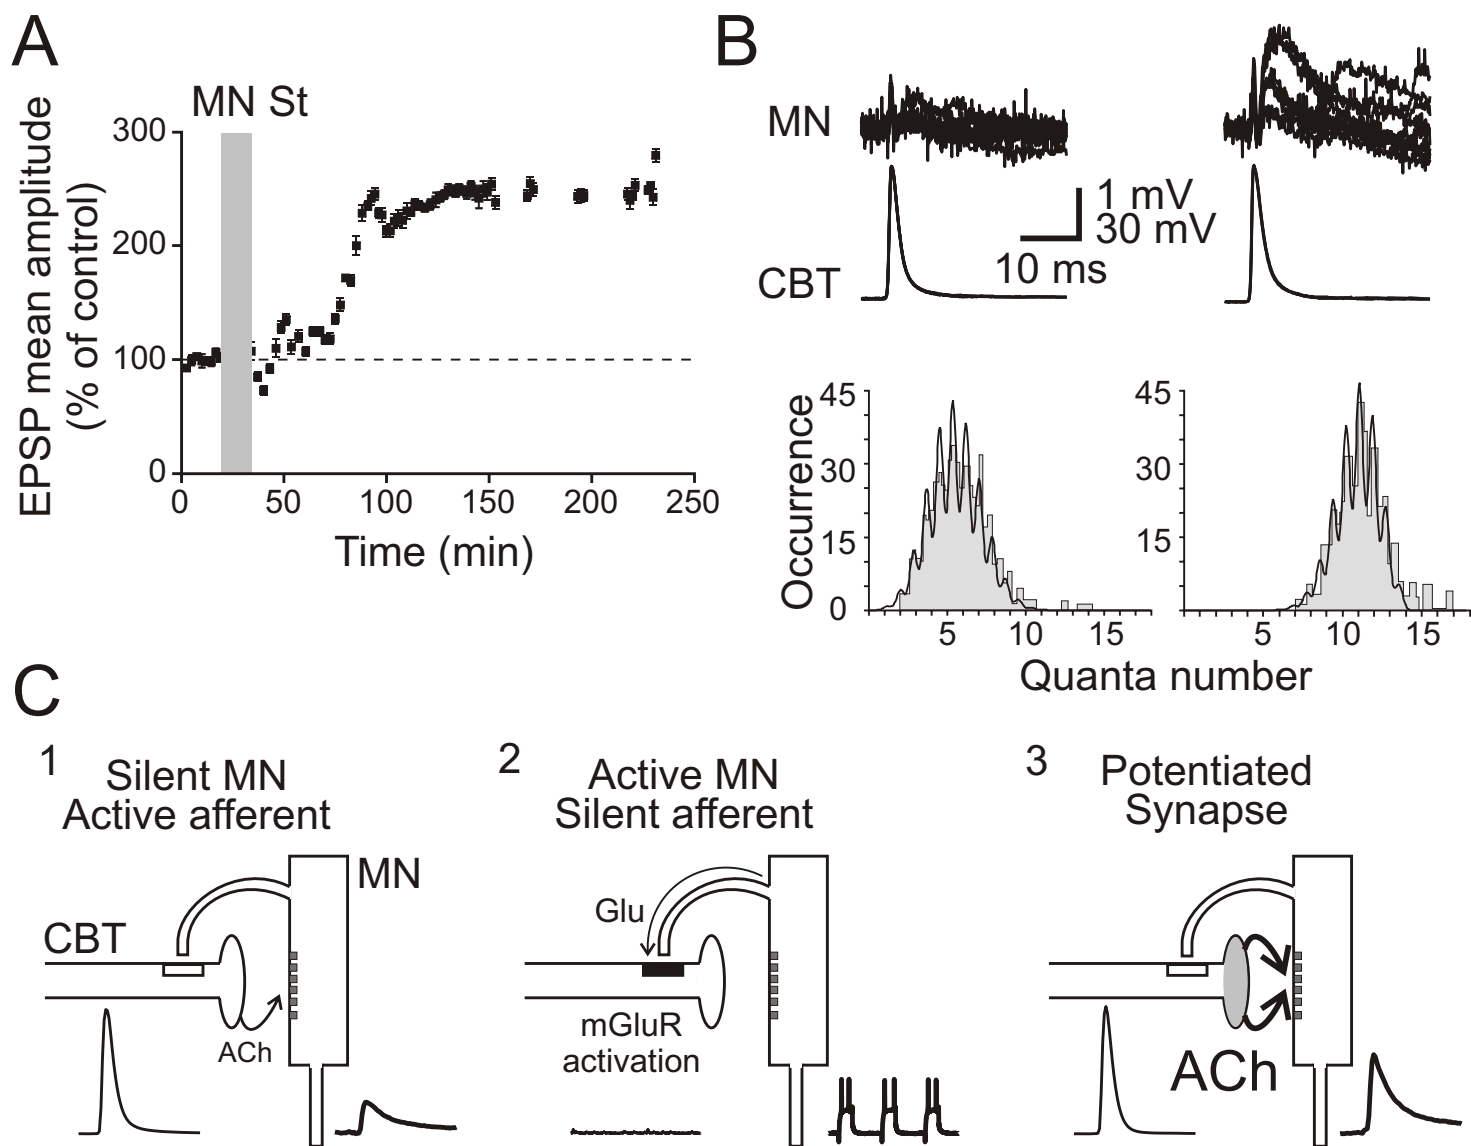 A
MN St
EPSP mean amplitude
(% of control)
300
200
100
0
0 50 100 150 200 250
Time (min)
B
MN
CBT
1 mV
30 mV
10 ms
Occurrence
45
30
15
0
5 10 15
45
30
15
5 10 15
Quanta number
C
1
Silent MN
Active afferent
MN
CBT
ACh
2
Active MN
Silent afferent
Glu
mGluR
activation
3
Potentiated
Synapse
ACh